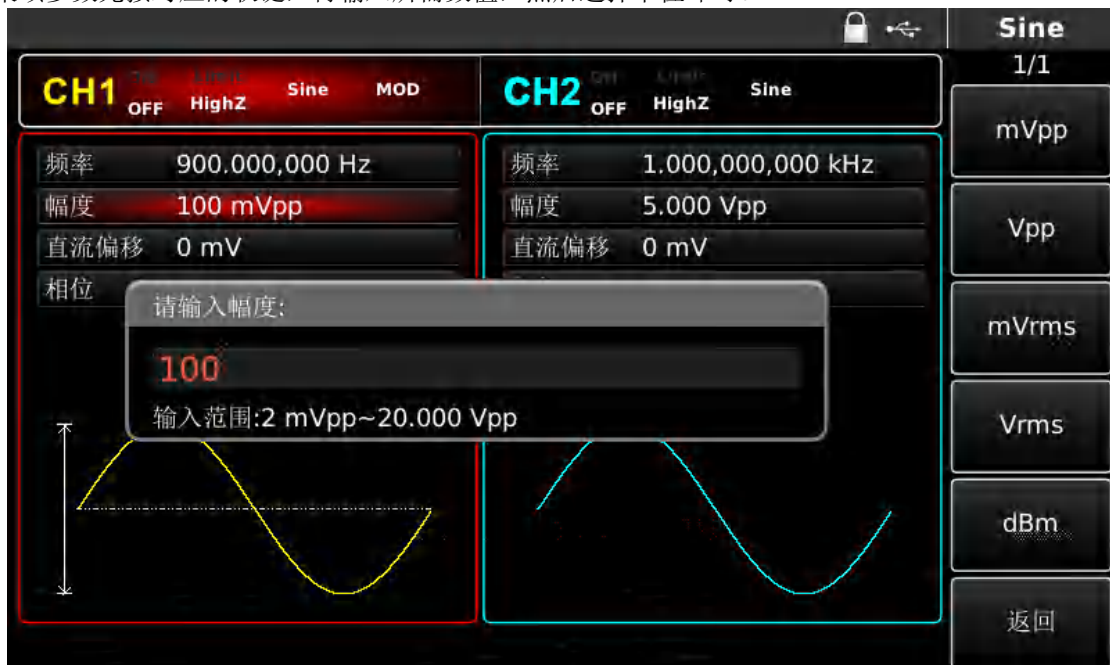 Sine
1/1
CH1 OFF HighZ Sine MOD
CH2 OFF HighZ Sine
频率 900.000,000 Hz
幅度 100 mVpp
直流偏移 0 mV
相位
频率 1.000,000,000 kHz
幅度 5.000 Vpp
直流偏移 0 mV
请输入幅度:
100
输入范围:2 mVpp~20.000 Vpp
mVpp
Vpp
mVrms
Vrms
dBm
返回